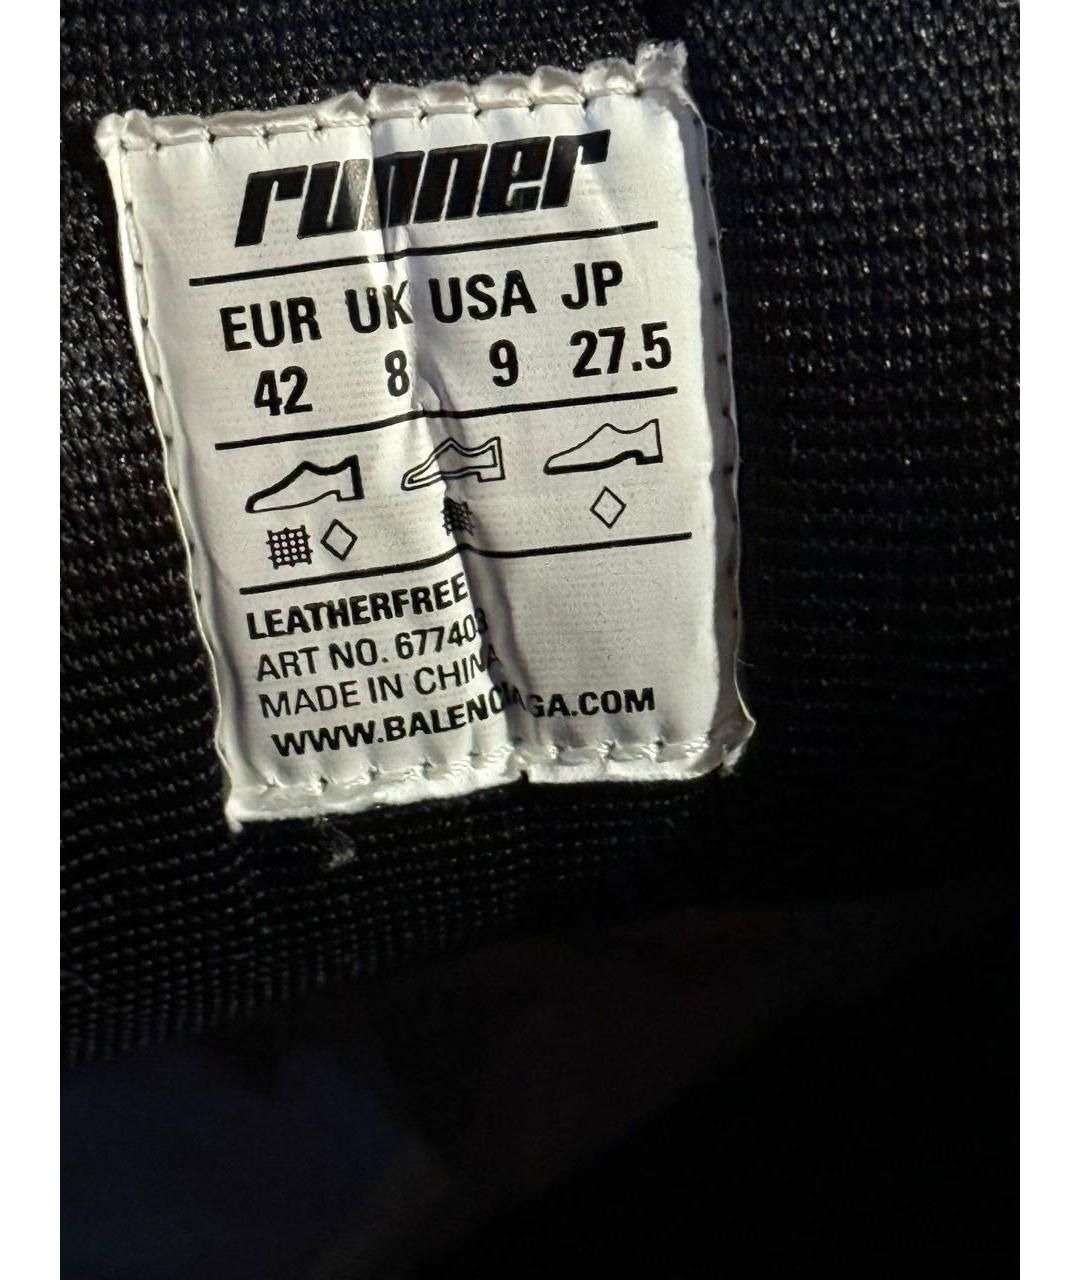 runner
EUR UK USA JP
42 8 9 27.5
LEATHERFREE
ART NO. 677403
MADE IN CHINA
WWW.BALENCIAGA.COM